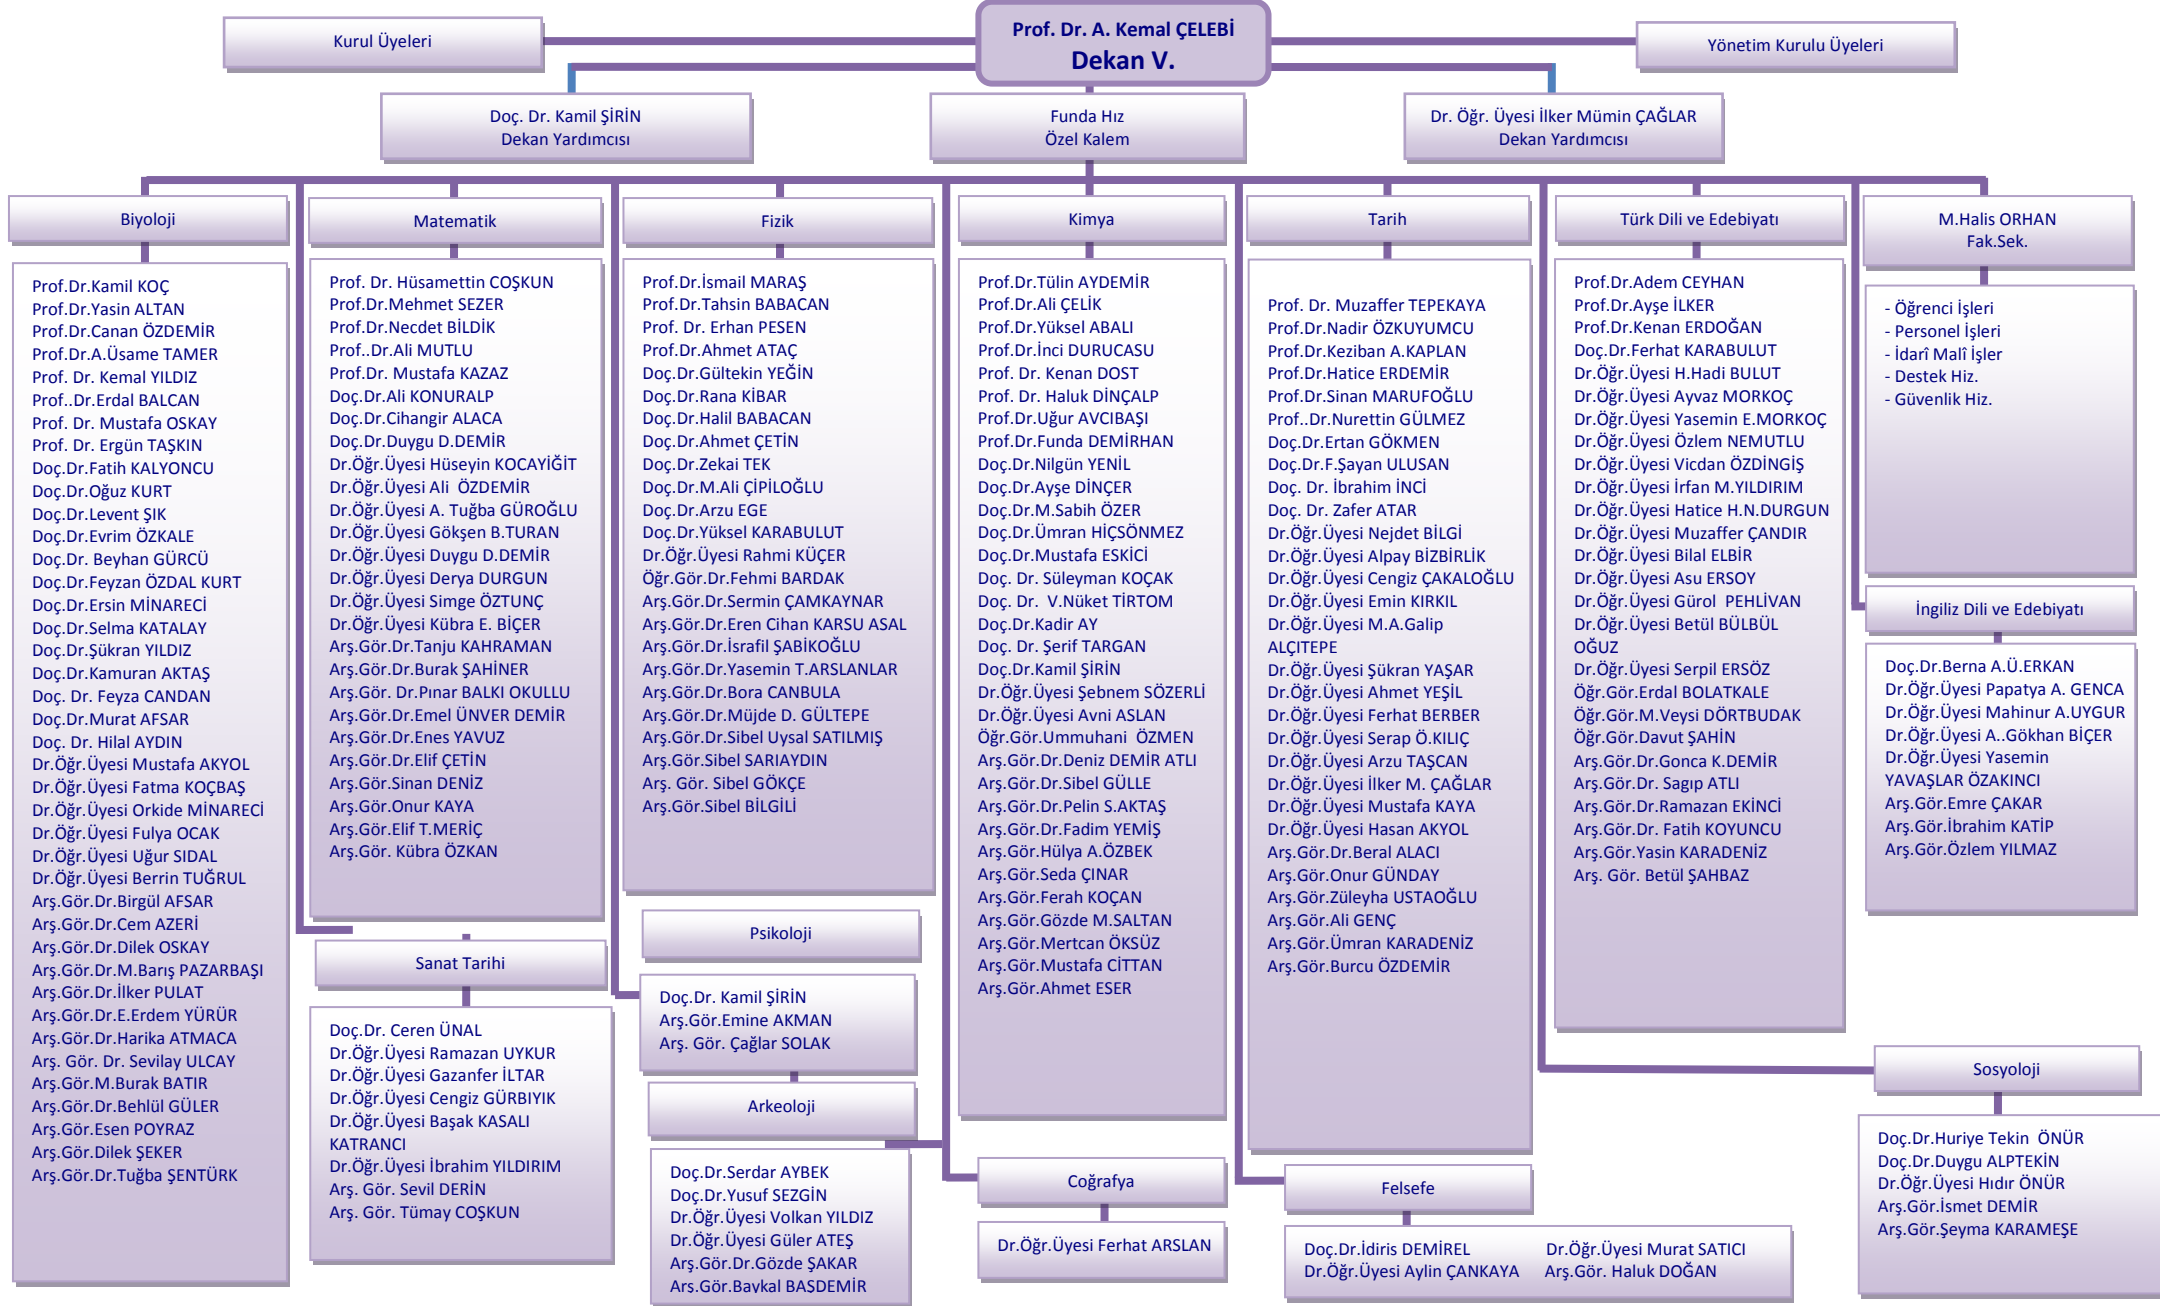 Prof. Dr. A. Kemal ÇELEBİ
Dekan V.
Kurul Üyeleri
Yönetim Kurulu Üyeleri
Doç. Dr. Kamil ŞİRİN
Dekan Yardımcısı
Funda Hız
Özel Kalem
Dr. Öğr. Üyesi İlker Mümin ÇAĞLAR
Dekan Yardımcısı
Biyoloji
Prof.Dr.Kamil KOÇ
Prof.Dr.Yasin ALTAN
Prof.Dr.Canan ÖZDEMİR
Prof.Dr.A.Üsame TAMER
Prof. Dr. Kemal YILDIZ
Prof..Dr.Erdal BALCAN
Prof. Dr. Mustafa OSKAY
Prof. Dr. Ergün TAŞKIN
Doç.Dr.Fatih KALYONCU
Doç.Dr.Oğuz KURT
Doç.Dr.Levent ŞIK
Doç.Dr.Evrim ÖZKALE
Doç.Dr. Beyhan GÜRCÜ
Doç.Dr.Feyzan ÖZDAL KURT
Doç.Dr.Ersin MİNARECİ
Doç.Dr.Selma KATALAY
Doç.Dr.Şükran YILDIZ
Doç.Dr.Kamuran AKTAŞ
Doç. Dr. Feyza CANDAN
Doç.Dr.Murat AFSAR
Doç. Dr. Hilal AYDIN
Dr.Öğr.Üyesi Mustafa AKYOL
Dr.Öğr.Üyesi Fatma KOÇBAŞ
Dr.Öğr.Üyesi Orkide MİNARECİ
Dr.Öğr.Üyesi Fulya OCAK
Dr.Öğr.Üyesi Uğur SIDAL
Dr.Öğr.Üyesi Berrin TUĞRUL
Arş.Gör.Dr.Birgül AFSAR
Arş.Gör.Dr.Cem AZERİ
Arş.Gör.Dr.Dilek OSKAY
Arş.Gör.Dr.M.Barış PAZARBAŞI
Arş.Gör.Dr.İlker PULAT
Arş.Gör.Dr.E.Erdem YÜRÜR
Arş.Gör.Dr.Harika ATMACA
Arş. Gör. Dr. Sevilay ULCAY
Arş.Gör.M.Burak BATIR
Arş.Gör.Dr.Behlül GÜLER
Arş.Gör.Esen POYRAZ
Arş.Gör.Dilek ŞEKER
Arş.Gör.Dr.Tuğba ŞENTÜRK
Matematik
Prof. Dr. Hüsamettin COŞKUN
Prof.Dr.Mehmet SEZER
Prof.Dr.Necdet BİLDİK
Prof..Dr.Ali MUTLU
Prof.Dr. Mustafa KAZAZ
Doç.Dr.Ali KONURALP
Doç.Dr.Cihangir ALACA
Doç.Dr.Duygu D.DEMİR
Dr.Öğr.Üyesi Hüseyin KOCAYİĞİT
Dr.Öğr.Üyesi Ali  ÖZDEMİR
Dr.Öğr.Üyesi A. Tuğba GÜROĞLU
Dr.Öğr.Üyesi Gökşen B.TURAN
Dr.Öğr.Üyesi Duygu D.DEMİR
Dr.Öğr.Üyesi Derya DURGUN
Dr.Öğr.Üyesi Simge ÖZTUNÇ
Dr.Öğr.Üyesi Kübra E. BİÇER
Arş.Gör.Dr.Tanju KAHRAMAN
Arş.Gör.Dr.Burak ŞAHİNER
Arş.Gör. Dr.Pınar BALKI OKULLU
Arş.Gör.Dr.Emel ÜNVER DEMİR
Arş.Gör.Dr.Enes YAVUZ
Arş.Gör.Dr.Elif ÇETİN
Arş.Gör.Sinan DENİZ
Arş.Gör.Onur KAYA
Arş.Gör.Elif T.MERİÇ
Arş.Gör. Kübra ÖZKAN
Sanat Tarihi
Doç.Dr. Ceren ÜNAL
Dr.Öğr.Üyesi Ramazan UYKUR
Dr.Öğr.Üyesi Gazanfer İLTAR
Dr.Öğr.Üyesi Cengiz GÜRBIYIK
Dr.Öğr.Üyesi Başak KASALI
KATRANCI
Dr.Öğr.Üyesi İbrahim YILDIRIM
Arş. Gör. Sevil DERİN
Arş. Gör. Tümay COŞKUN
Fizik
Prof.Dr.İsmail MARAŞ
Prof.Dr.Tahsin BABACAN
Prof. Dr. Erhan PESEN
Prof.Dr.Ahmet ATAÇ
Doç.Dr.Gültekin YEĞİN
Doç.Dr.Rana KİBAR
Doç.Dr.Halil BABACAN
Doç.Dr.Ahmet ÇETİN
Doç.Dr.Zekai TEK
Doç.Dr.M.Ali ÇİPİLOĞLU
Doç.Dr.Arzu EGE
Doç.Dr.Yüksel KARABULUT
Dr.Öğr.Üyesi Rahmi KÜÇER
Öğr.Gör.Dr.Fehmi BARDAK
Arş.Gör.Dr.Sermin ÇAMKAYNAR
Arş.Gör.Dr.Eren Cihan KARSU ASAL
Arş.Gör.Dr.İsrafil ŞABİKOĞLU
Arş.Gör.Dr.Yasemin T.ARSLANLAR
Arş.Gör.Dr.Bora CANBULA
Arş.Gör.Dr.Müjde D. GÜLTEPE
Arş.Gör.Dr.Sibel Uysal SATILMIŞ
Arş.Gör.Sibel SARIAYDIN
Arş. Gör. Sibel GÖKÇE
Arş.Gör.Sibel BİLGİLİ
Psikoloji
Doç.Dr. Kamil ŞİRİN
Arş.Gör.Emine AKMAN
Arş. Gör. Çağlar SOLAK
Arkeoloji
Doç.Dr.Serdar AYBEK
Doç.Dr.Yusuf SEZGİN
Dr.Öğr.Üyesi Volkan YILDIZ
Dr.Öğr.Üyesi Güler ATEŞ
Arş.Gör.Dr.Gözde ŞAKAR
Arş.Gör.Baykal BAŞDEMİR
Kimya
Prof.Dr.Tülin AYDEMİR
Prof.Dr.Ali ÇELİK
Prof.Dr.Yüksel ABALI
Prof.Dr.İnci DURUCASU
Prof. Dr. Kenan DOST
Prof. Dr. Haluk DİNÇALP
Prof.Dr.Uğur AVCIBAŞI
Prof.Dr.Funda DEMİRHAN
Doç.Dr.Nilgün YENİL
Doç.Dr.Ayşe DİNÇER
Doç.Dr.M.Sabih ÖZER
Doç.Dr.Ümran HİÇSÖNMEZ
Doç.Dr.Mustafa ESKİCİ
Doç. Dr. Süleyman KOÇAK
Doç. Dr.  V.Nüket TİRTOM
Doç.Dr.Kadir AY
Doç. Dr. Şerif TARGAN
Doç.Dr.Kamil ŞİRİN
Dr.Öğr.Üyesi Şebnem SÖZERLİ
Dr.Öğr.Üyesi Avni ASLAN
Öğr.Gör.Ummuhani  ÖZMEN
Arş.Gör.Dr.Deniz DEMİR ATLI
Arş.Gör.Dr.Sibel GÜLLE
Arş.Gör.Dr.Pelin S.AKTAŞ
Arş.Gör.Dr.Fadim YEMİŞ
Arş.Gör.Hülya A.ÖZBEK
Arş.Gör.Seda ÇINAR
Arş.Gör.Ferah KOÇAN
Arş.Gör.Gözde M.SALTAN
Arş.Gör.Mertcan ÖKSÜZ
Arş.Gör.Mustafa CİTTAN
Arş.Gör.Ahmet ESER
Coğrafya
Dr.Öğr.Üyesi Ferhat ARSLAN
Tarih
Prof. Dr. Muzaffer TEPEKAYA
Prof.Dr.Nadir ÖZKUYUMCU
Prof.Dr.Keziban A.KAPLAN
Prof.Dr.Hatice ERDEMİR
Prof.Dr.Sinan MARUFOĞLU
Prof..Dr.Nurettin GÜLMEZ
Doç.Dr.Ertan GÖKMEN
Doç.Dr.F.Şayan ULUSAN
Doç. Dr. İbrahim İNCİ
Doç. Dr. Zafer ATAR
Dr.Öğr.Üyesi Nejdet BİLGİ
Dr.Öğr.Üyesi Alpay BİZBİRLİK
Dr.Öğr.Üyesi Cengiz ÇAKALOĞLU
Dr.Öğr.Üyesi Emin KIRKIL
Dr.Öğr.Üyesi M.A.Galip
ALÇITEPE
Dr.Öğr.Üyesi Şükran YAŞAR
Dr.Öğr.Üyesi Ahmet YEŞİL
Dr.Öğr.Üyesi Ferhat BERBER
Dr.Öğr.Üyesi Serap Ö.KILIÇ
Dr.Öğr.Üyesi Arzu TAŞCAN
Dr.Öğr.Üyesi İlker M. ÇAĞLAR
Dr.Öğr.Üyesi Mustafa KAYA
Dr.Öğr.Üyesi Hasan AKYOL
Arş.Gör.Dr.Beral ALACI
Arş.Gör.Onur GÜNDAY
Arş.Gör.Züleyha USTAOĞLU
Arş.Gör.Ali GENÇ
Arş.Gör.Ümran KARADENİZ
Arş.Gör.Burcu ÖZDEMİR
Felsefe
Doç.Dr.İdiris DEMİREL Dr.Öğr.Üyesi Murat SATICI
Dr.Öğr.Üyesi Aylin ÇANKAYA Arş.Gör. Haluk DOĞAN
Türk Dili ve Edebiyatı
Prof.Dr.Adem CEYHAN
Prof.Dr.Ayşe İLKER
Prof.Dr.Kenan ERDOĞAN
Doç.Dr.Ferhat KARABULUT
Dr.Öğr.Üyesi H.Hadi BULUT
Dr.Öğr.Üyesi Ayvaz MORKOÇ
Dr.Öğr.Üyesi Yasemin E.MORKOÇ
Dr.Öğr.Üyesi Özlem NEMUTLU
Dr.Öğr.Üyesi Vicdan ÖZDİNGİŞ
Dr.Öğr.Üyesi İrfan M.YILDIRIM
Dr.Öğr.Üyesi Hatice H.N.DURGUN
Dr.Öğr.Üyesi Muzaffer ÇANDIR
Dr.Öğr.Üyesi Bilal ELBİR
Dr.Öğr.Üyesi Asu ERSOY
Dr.Öğr.Üyesi Gürol  PEHLİVAN
Dr.Öğr.Üyesi Betül BÜLBÜL
OĞUZ
Dr.Öğr.Üyesi Serpil ERSÖZ
Öğr.Gör.Erdal BOLATKALE
Öğr.Gör.M.Veysi DÖRTBUDAK
Öğr.Gör.Davut ŞAHİN
Arş.Gör.Dr.Gonca K.DEMİR
Arş.Gör.Dr. Sagıp ATLI
Arş.Gör.Dr.Ramazan EKİNCİ
Arş.Gör.Dr. Fatih KOYUNCU
Arş.Gör.Yasin KARADENİZ
Arş. Gör. Betül ŞAHBAZ
M.Halis ORHAN
Fak.Sek.
- Öğrenci İşleri
- Personel İşleri
- İdarî Malî İşler
- Destek Hiz.
- Güvenlik Hiz.
İngiliz Dili ve Edebiyatı
Doç.Dr.Berna A.Ü.ERKAN
Dr.Öğr.Üyesi Papatya A. GENCA
Dr.Öğr.Üyesi Mahinur A.UYGUR
Dr.Öğr.Üyesi A..Gökhan BİÇER
Dr.Öğr.Üyesi Yasemin
YAVAŞLAR ÖZAKINCI
Arş.Gör.Emre ÇAKAR
Arş.Gör.İbrahim KATİP
Arş.Gör.Özlem YILMAZ
Sosyoloji
Doç.Dr.Huriye Tekin  ÖNÜR
Doç.Dr.Duygu ALPTEKİN
Dr.Öğr.Üyesi Hıdır ÖNÜR
Arş.Gör.İsmet DEMİR
Arş.Gör.Şeyma KARAMEŞE